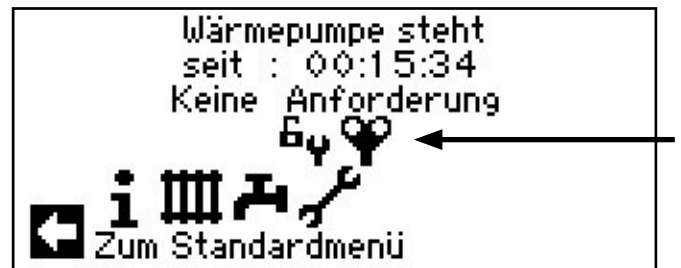 Wärmepumpe steht
seit : 00:15:34
Keine Anforderung
Zum Standardmenü